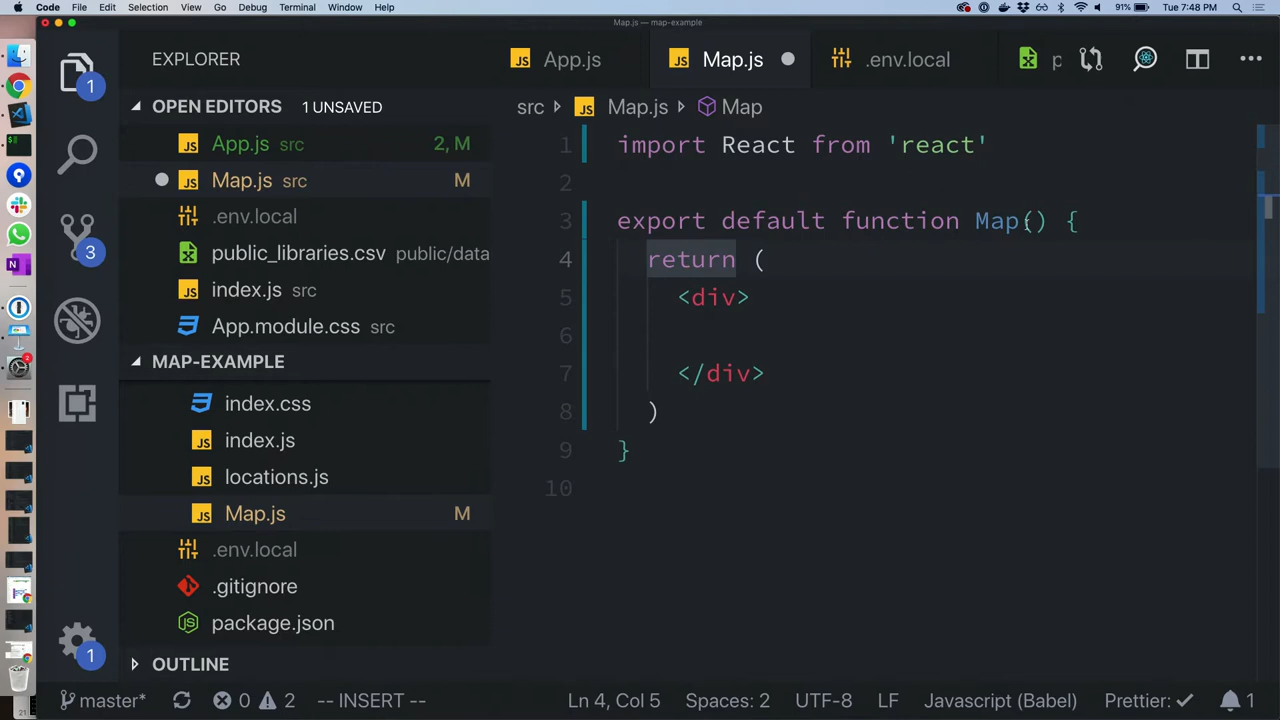 Code File Edit Selection View Go Debug Terminal Window Help 91% Tue 7:48 PM
Map.js — map-example
EXPLORER
App.js Map.js .env.local p
OPEN EDITORS 1 UNSAVED
src Map.js Map
App.js src 2, M
Map.js src M
.env.local
public_libraries.csv public/data
index.js src
App.module.css src
MAP-EXAMPLE
index.css
index.js
locations.js
Map.js M
.env.local
.gitignore
package.json
OUTLINE
1
3
1
2
21
1 import React from 'react'
2
3 export default function Map() {
4 return (
5 <div>
6
7 </div>
8 )
9 }
10
master* 0 2 -- INSERT -- Ln 4, Col 5 Spaces: 2 UTF-8 LF Javascript (Babel) Prettier: ✓ 1